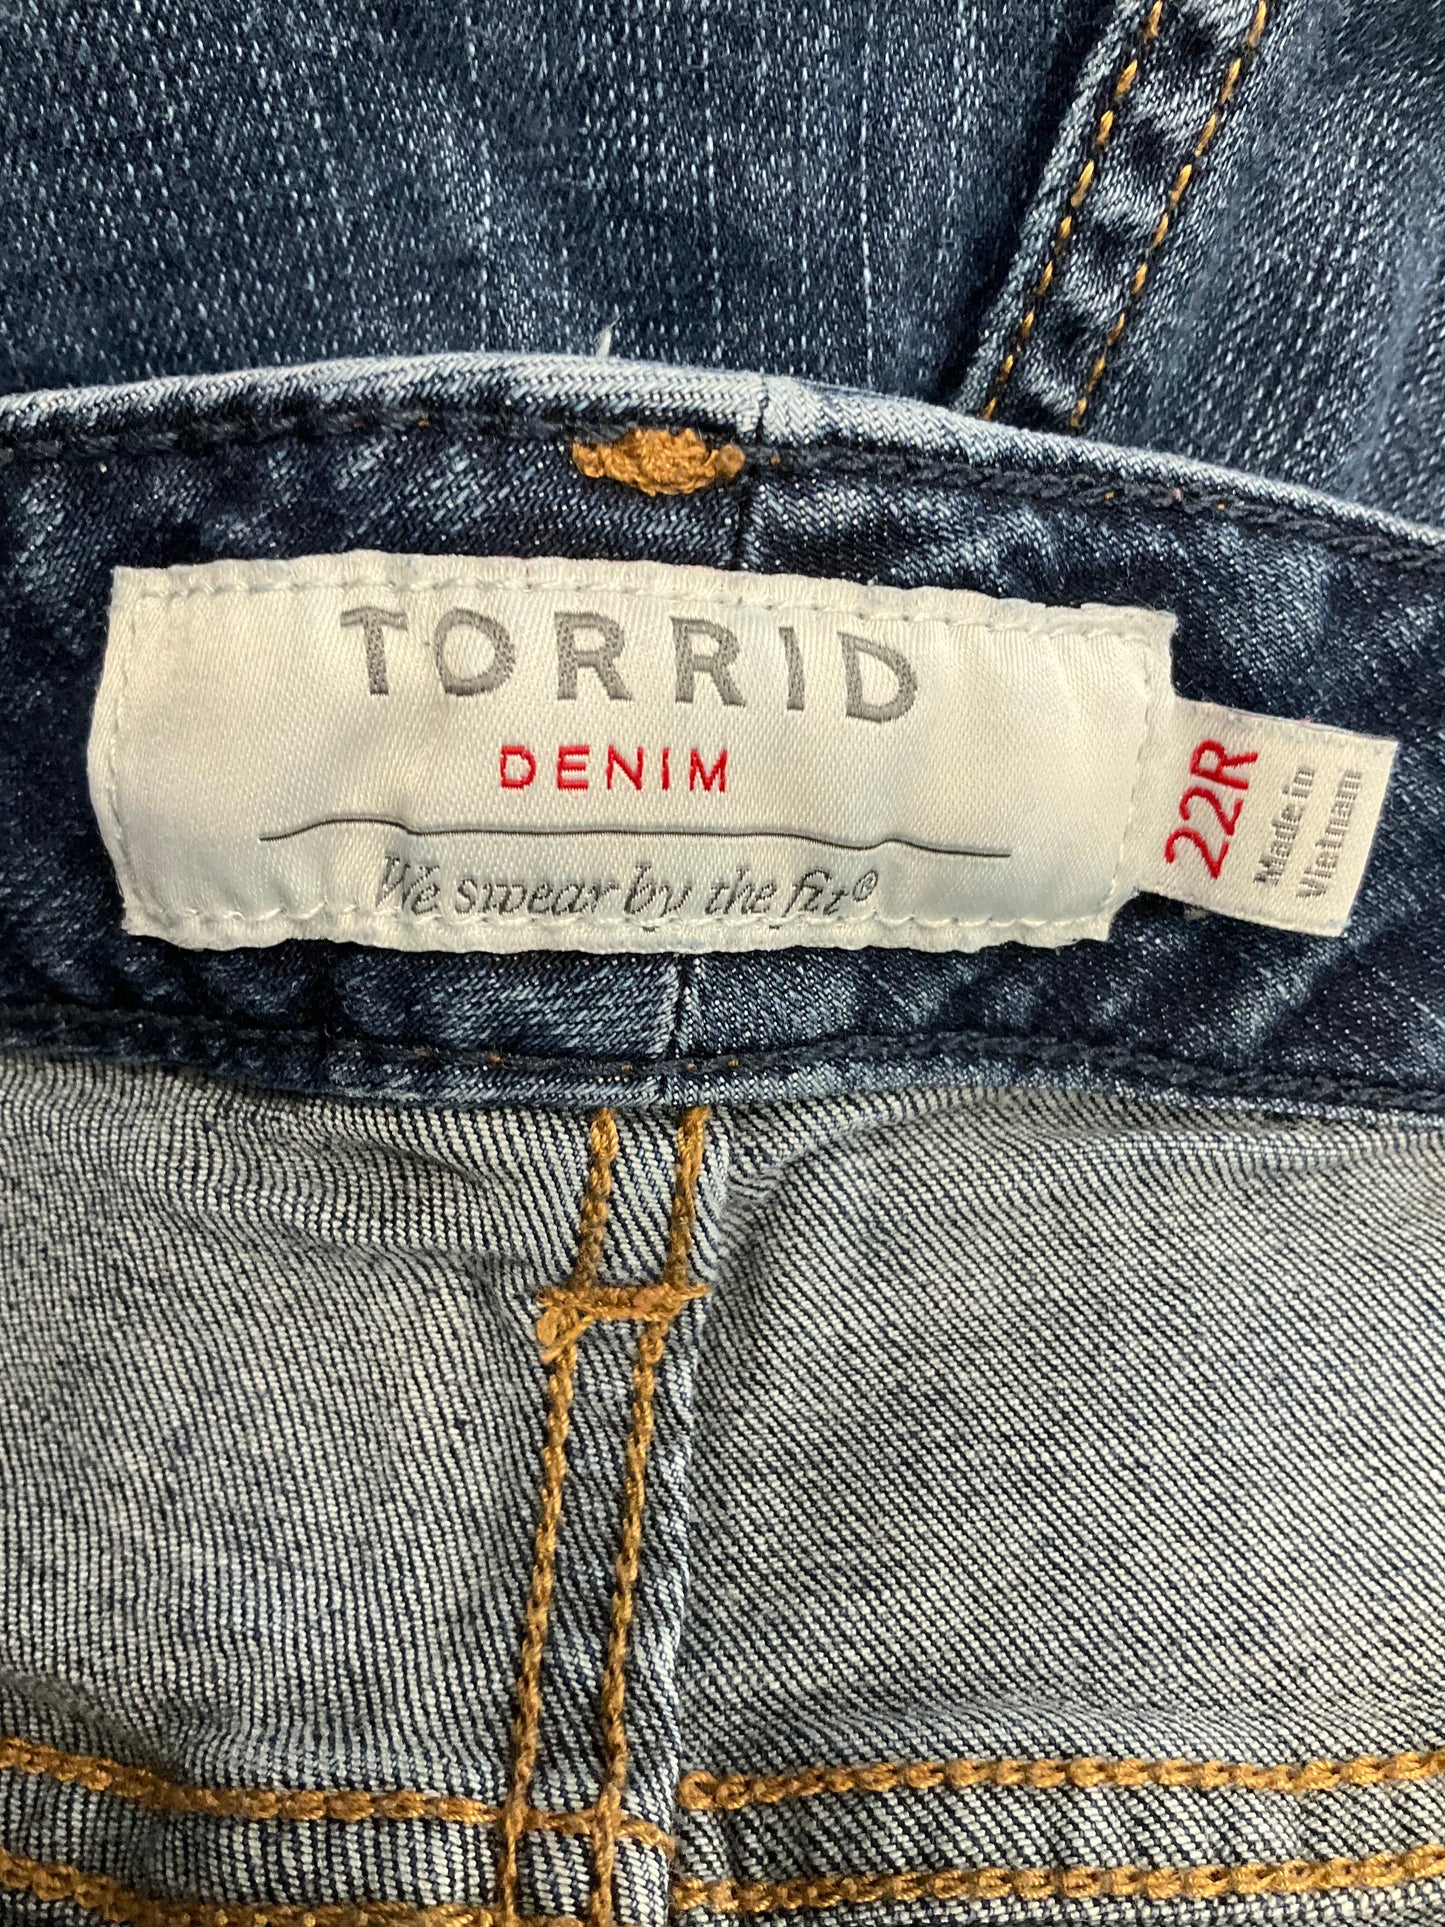 TORRID
DENIM
We swear by the fit®
22R
Made in
Vietnam